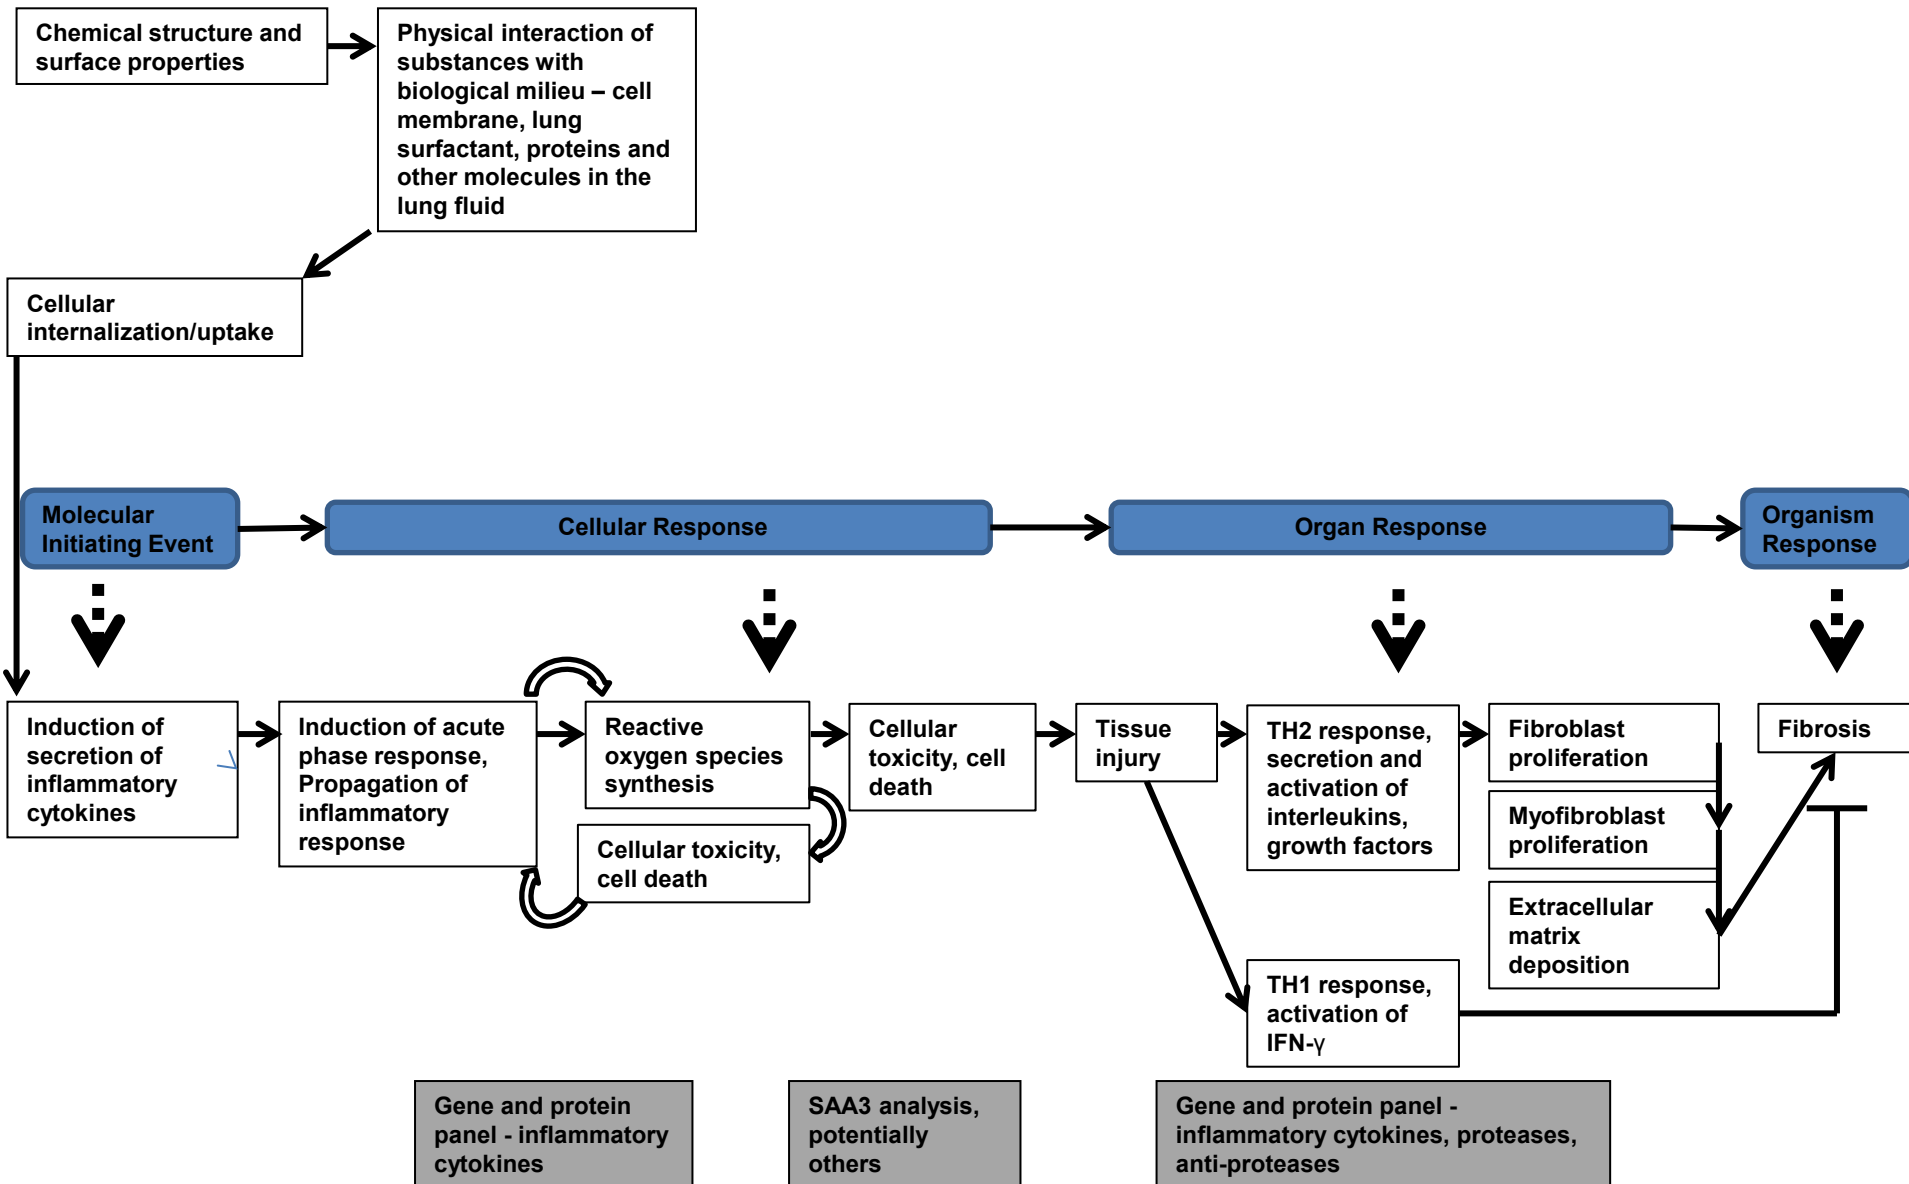 Chemical structure and
surface properties
Physical interaction of
substances with
biological milieu – cell
membrane, lung
surfactant, proteins and
other molecules in the
lung fluid
Cellular
internalization/uptake
Molecular
Initiating Event
Cellular Response
Organ Response
Organism
Response
Induction of
secretion of
inflammatory
cytokines
Induction of acute
phase response,
Propagation of
inflammatory
response
Reactive
oxygen species
synthesis
Cellular toxicity,
cell death
Cellular
toxicity, cell
death
Tissue
injury
TH2 response,
secretion and
activation of
interleukins,
growth factors
Fibroblast
proliferation
Myofibroblast
proliferation
Extracellular
matrix
deposition
Fibrosis
TH1 response,
activation of
IFN-γ
Gene and protein
panel - inflammatory
cytokines
SAA3 analysis,
potentially
others
Gene and protein panel -
inflammatory cytokines, proteases,
anti-proteases